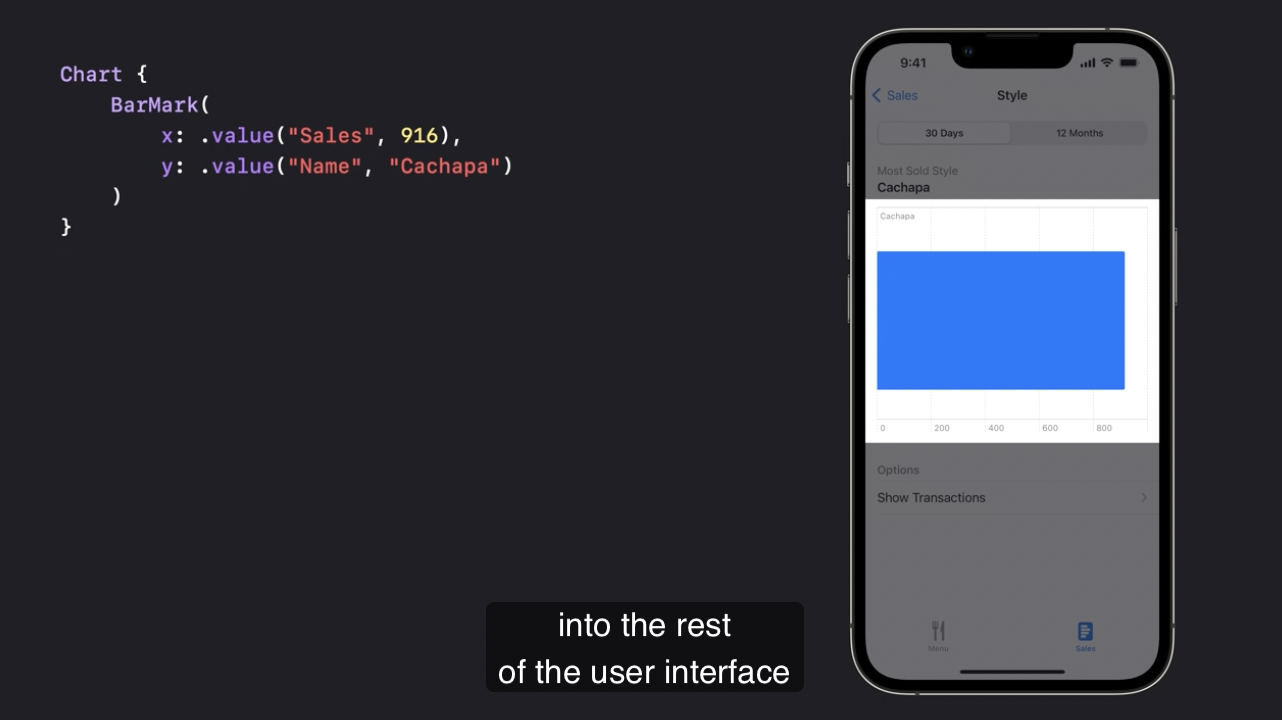 Chart {
BarMark(
x: .value("Sales", 916),
y: .value("Name", "Cachapa")
)
}
9:41
Sales
Style
30 Days
12 Months
Most Sold Style
Cachapa
Cachapa
0 200 400 600 800
Options
Show Transactions
Menu
Sales
into the rest
of the user interface